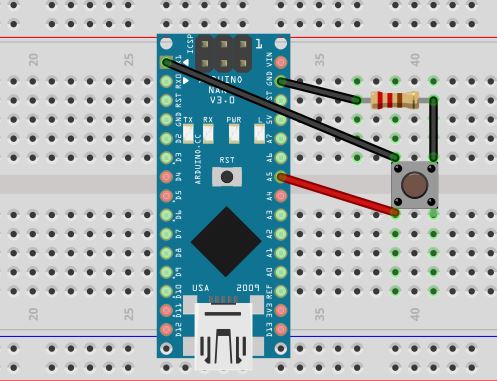 20
25
35
40
ICSP
1
TX1
RX0
RST
GND
D2
D3
D4
D5
D6
D7
D8
D9
D10
D11
D12
VIN
GND
RST
5V
A7
A6
A5
A4
A3
A2
A1
A0
REF
3V3
D13
ARDUINO
NANO
V3.0
TX RX PWR L
ARDUINO.CC
RST
USA 2009
20
25
35
40